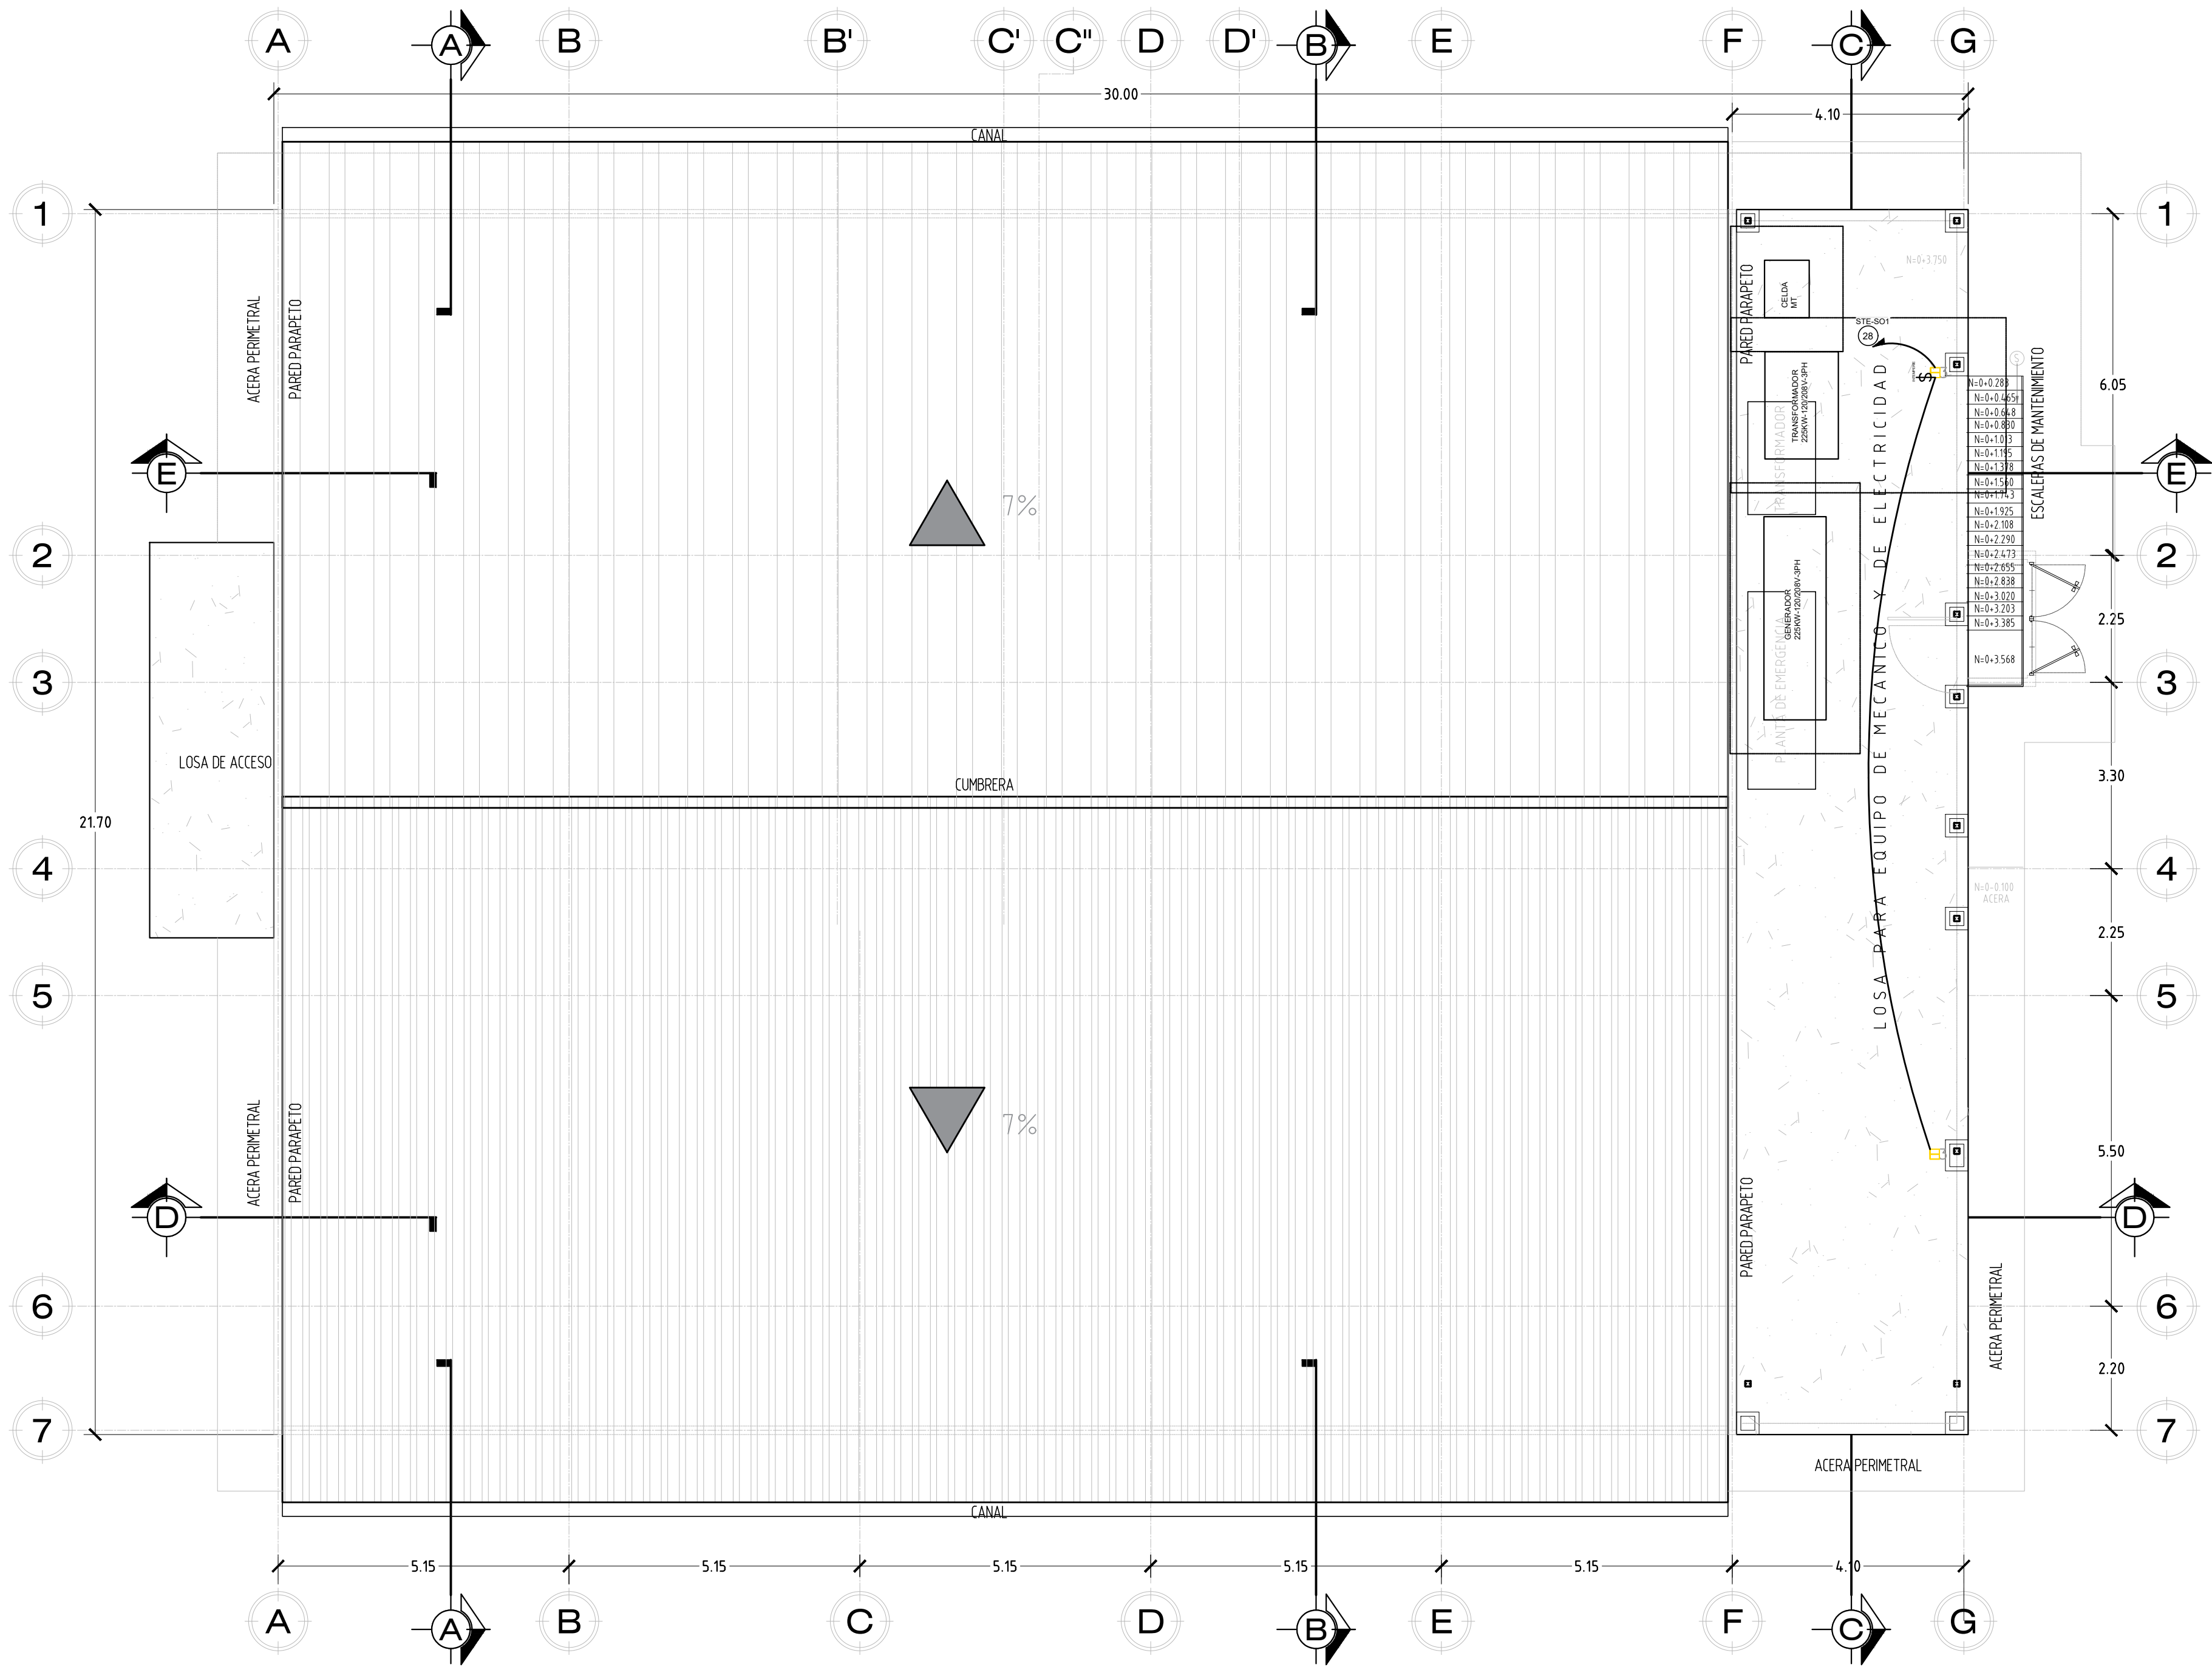 A
A
B
B'
C'
C"
D
D'
B
E
F
C
G
30.00
4.10
CANAL
1
1
N=0+3.750
PARED PARAPETO
CELDA
MT
STE-SO1
28
ACERA PERIMETRAL
PARED PARAPETO
S
S
6.05
TRANSFORMADOR
225KW-120/208V-3PH
TRANSFORMADOR
N=0+0.283
N=0+0.465
N=0+0.648
N=0+0.830
N=0+1.013
N=0+1.195
N=0+1.378
N=0+1.560
N=0+1.743
N=0+1.925
N=0+2.108
N=0+2.290
N=0+2.473
N=0+2.655
N=0+2.838
N=0+3.020
N=0+3.203
N=0+3.385
N=0+3.568
ESCALERAS DE MANTENIMIENTO
E
E
7%
2
2
GENERADOR
225KW-120/208V-3PH
PLANTA DE EMERGENCIA
LOSA PARA EQUIPO DE MECANICO Y DE ELECTRICIDAD
2.25
3
3
LOSA DE ACCESO
CUMBRERA
3.30
21.70
4
4
N=0-0.100
ACERA
2.25
5
5
7%
ACERA PERIMETRAL
PARED PARAPETO
PARED PARAPETO
5.50
D
D
6
6
ACERA PERIMETRAL
2.20
7
7
ACERA PERIMETRAL
CANAL
5.15
5.15
5.15
5.15
5.15
4.10
A
A
B
C
D
B
E
F
C
G